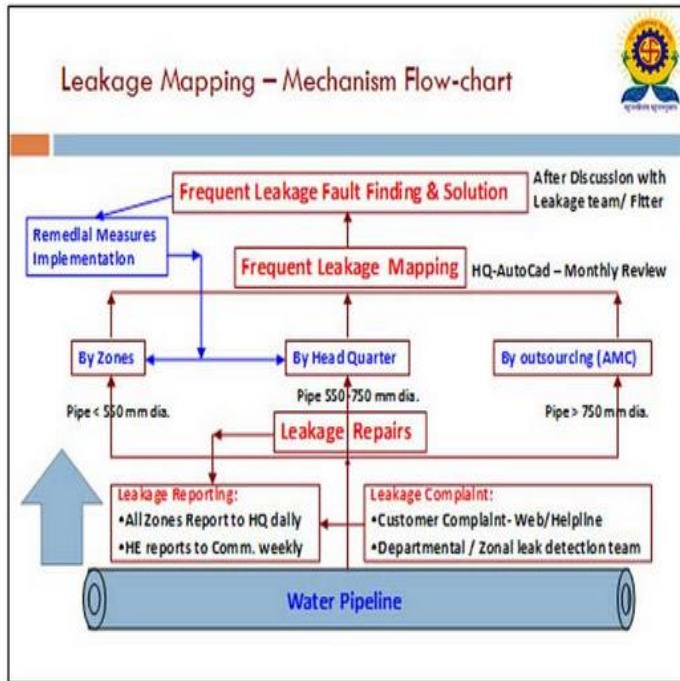 Leakage Mapping – Mechanism Flow-chart
Frequent Leakage Fault Finding & Solution
After Discussion with
Leakage team/ Fitter
Remedial Measures
Implementation
Frequent Leakage Mapping
HQ-AutoCad – Monthly Review
By Zones
By Head Quarter
By outsourcing (AMC)
Pipe < 550 mm dia.
Pipe 550-750 mm dia.
Pipe > 750 mm dia.
Leakage Repairs
Leakage Reporting:
•All Zones Report to HQ daily
•HE reports to Comm. weekly
Leakage Complaint:
•Customer Complaint- Web/Helpline
•Departmental / Zonal leak detection team
Water Pipeline